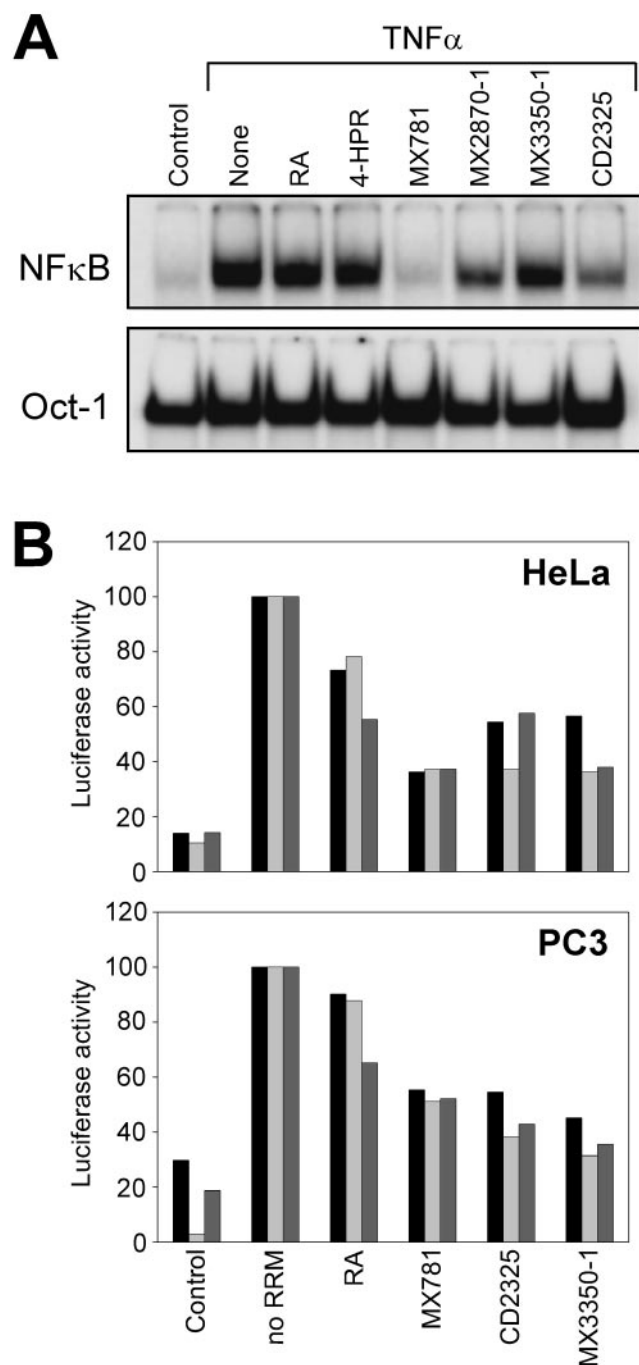 A
TNFα
Control
None
RA
4-HPR
MX781
MX2870-1
MX3350-1
CD2325
NFκB
Oct-1
B
HeLa
Luciferase activity
120
100
80
60
40
20
0
PC3
Luciferase activity
120
100
80
60
40
20
0
Control
no RRM
RA
MX781
CD2325
MX3350-1